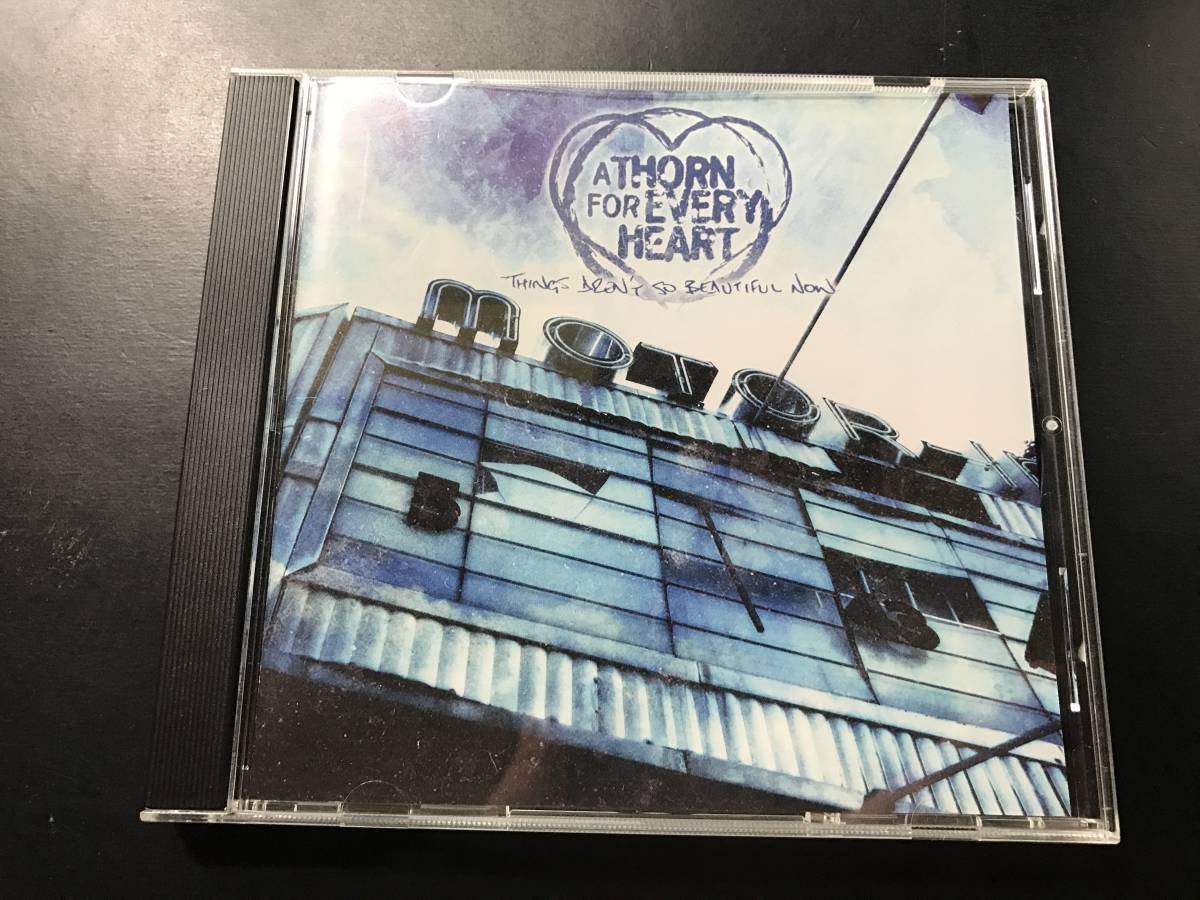 A THORN
FOR EVERY
HEART
THINGS AREN'T SO BEAUTIFUL NOW
MOTOR